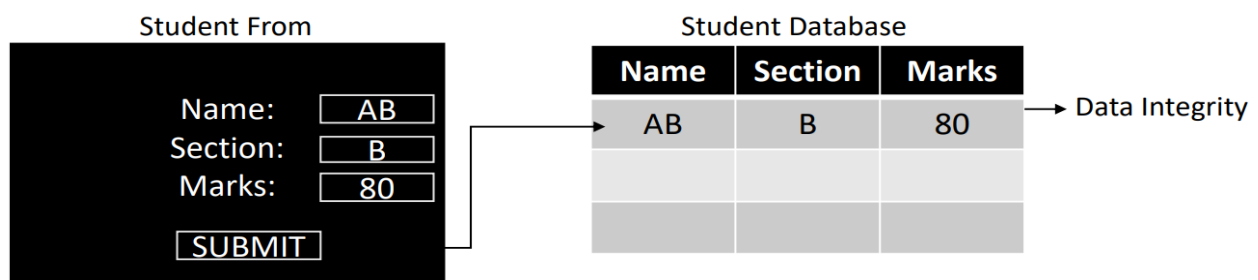 Student From
Name: AB
Section: B
Marks: 80
SUBMIT
Student Database
Name Section Marks
AB B 80
Data Integrity